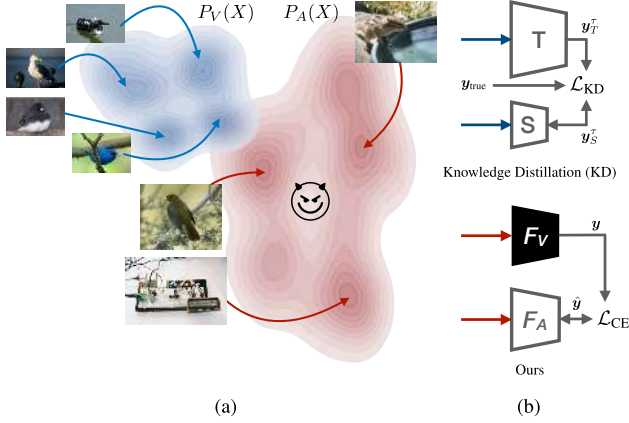 P_V(X) P_A(X)
T
y_T^τ
y_true
L_KD
S
y_S^τ
Knowledge Distillation (KD)
F_V
y
F_A
ŷ
L_CE
Ours
(a)
(b)